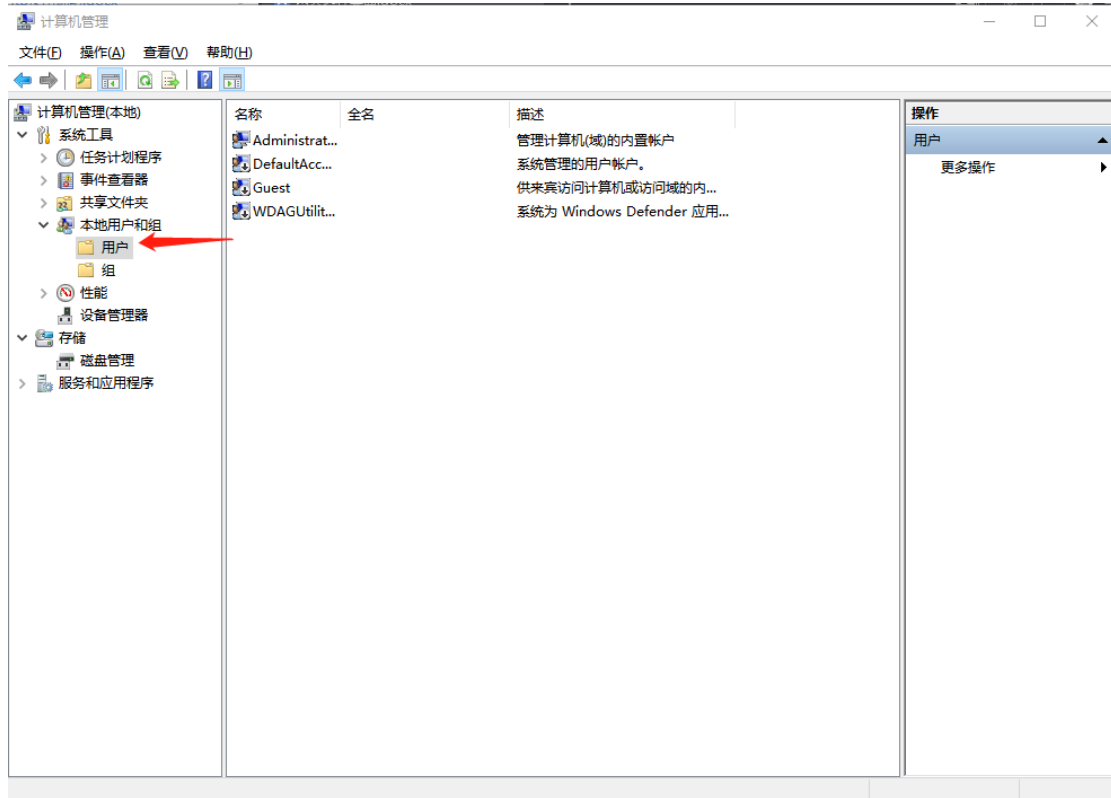 计算机管理
文件(F) 操作(A) 查看(V) 帮助(H)
计算机管理(本地)
系统工具
任务计划程序
事件查看器
共享文件夹
本地用户和组
用户
组
性能
设备管理器
存储
磁盘管理
服务和应用程序
名称 全名 描述
Administrat... 管理计算机(域)的内置帐户
DefaultAcc... 系统管理的用户帐户。
Guest 供来宾访问计算机或访问域的内...
WDAGUtilit... 系统为 Windows Defender 应用...
操作
用户
更多操作